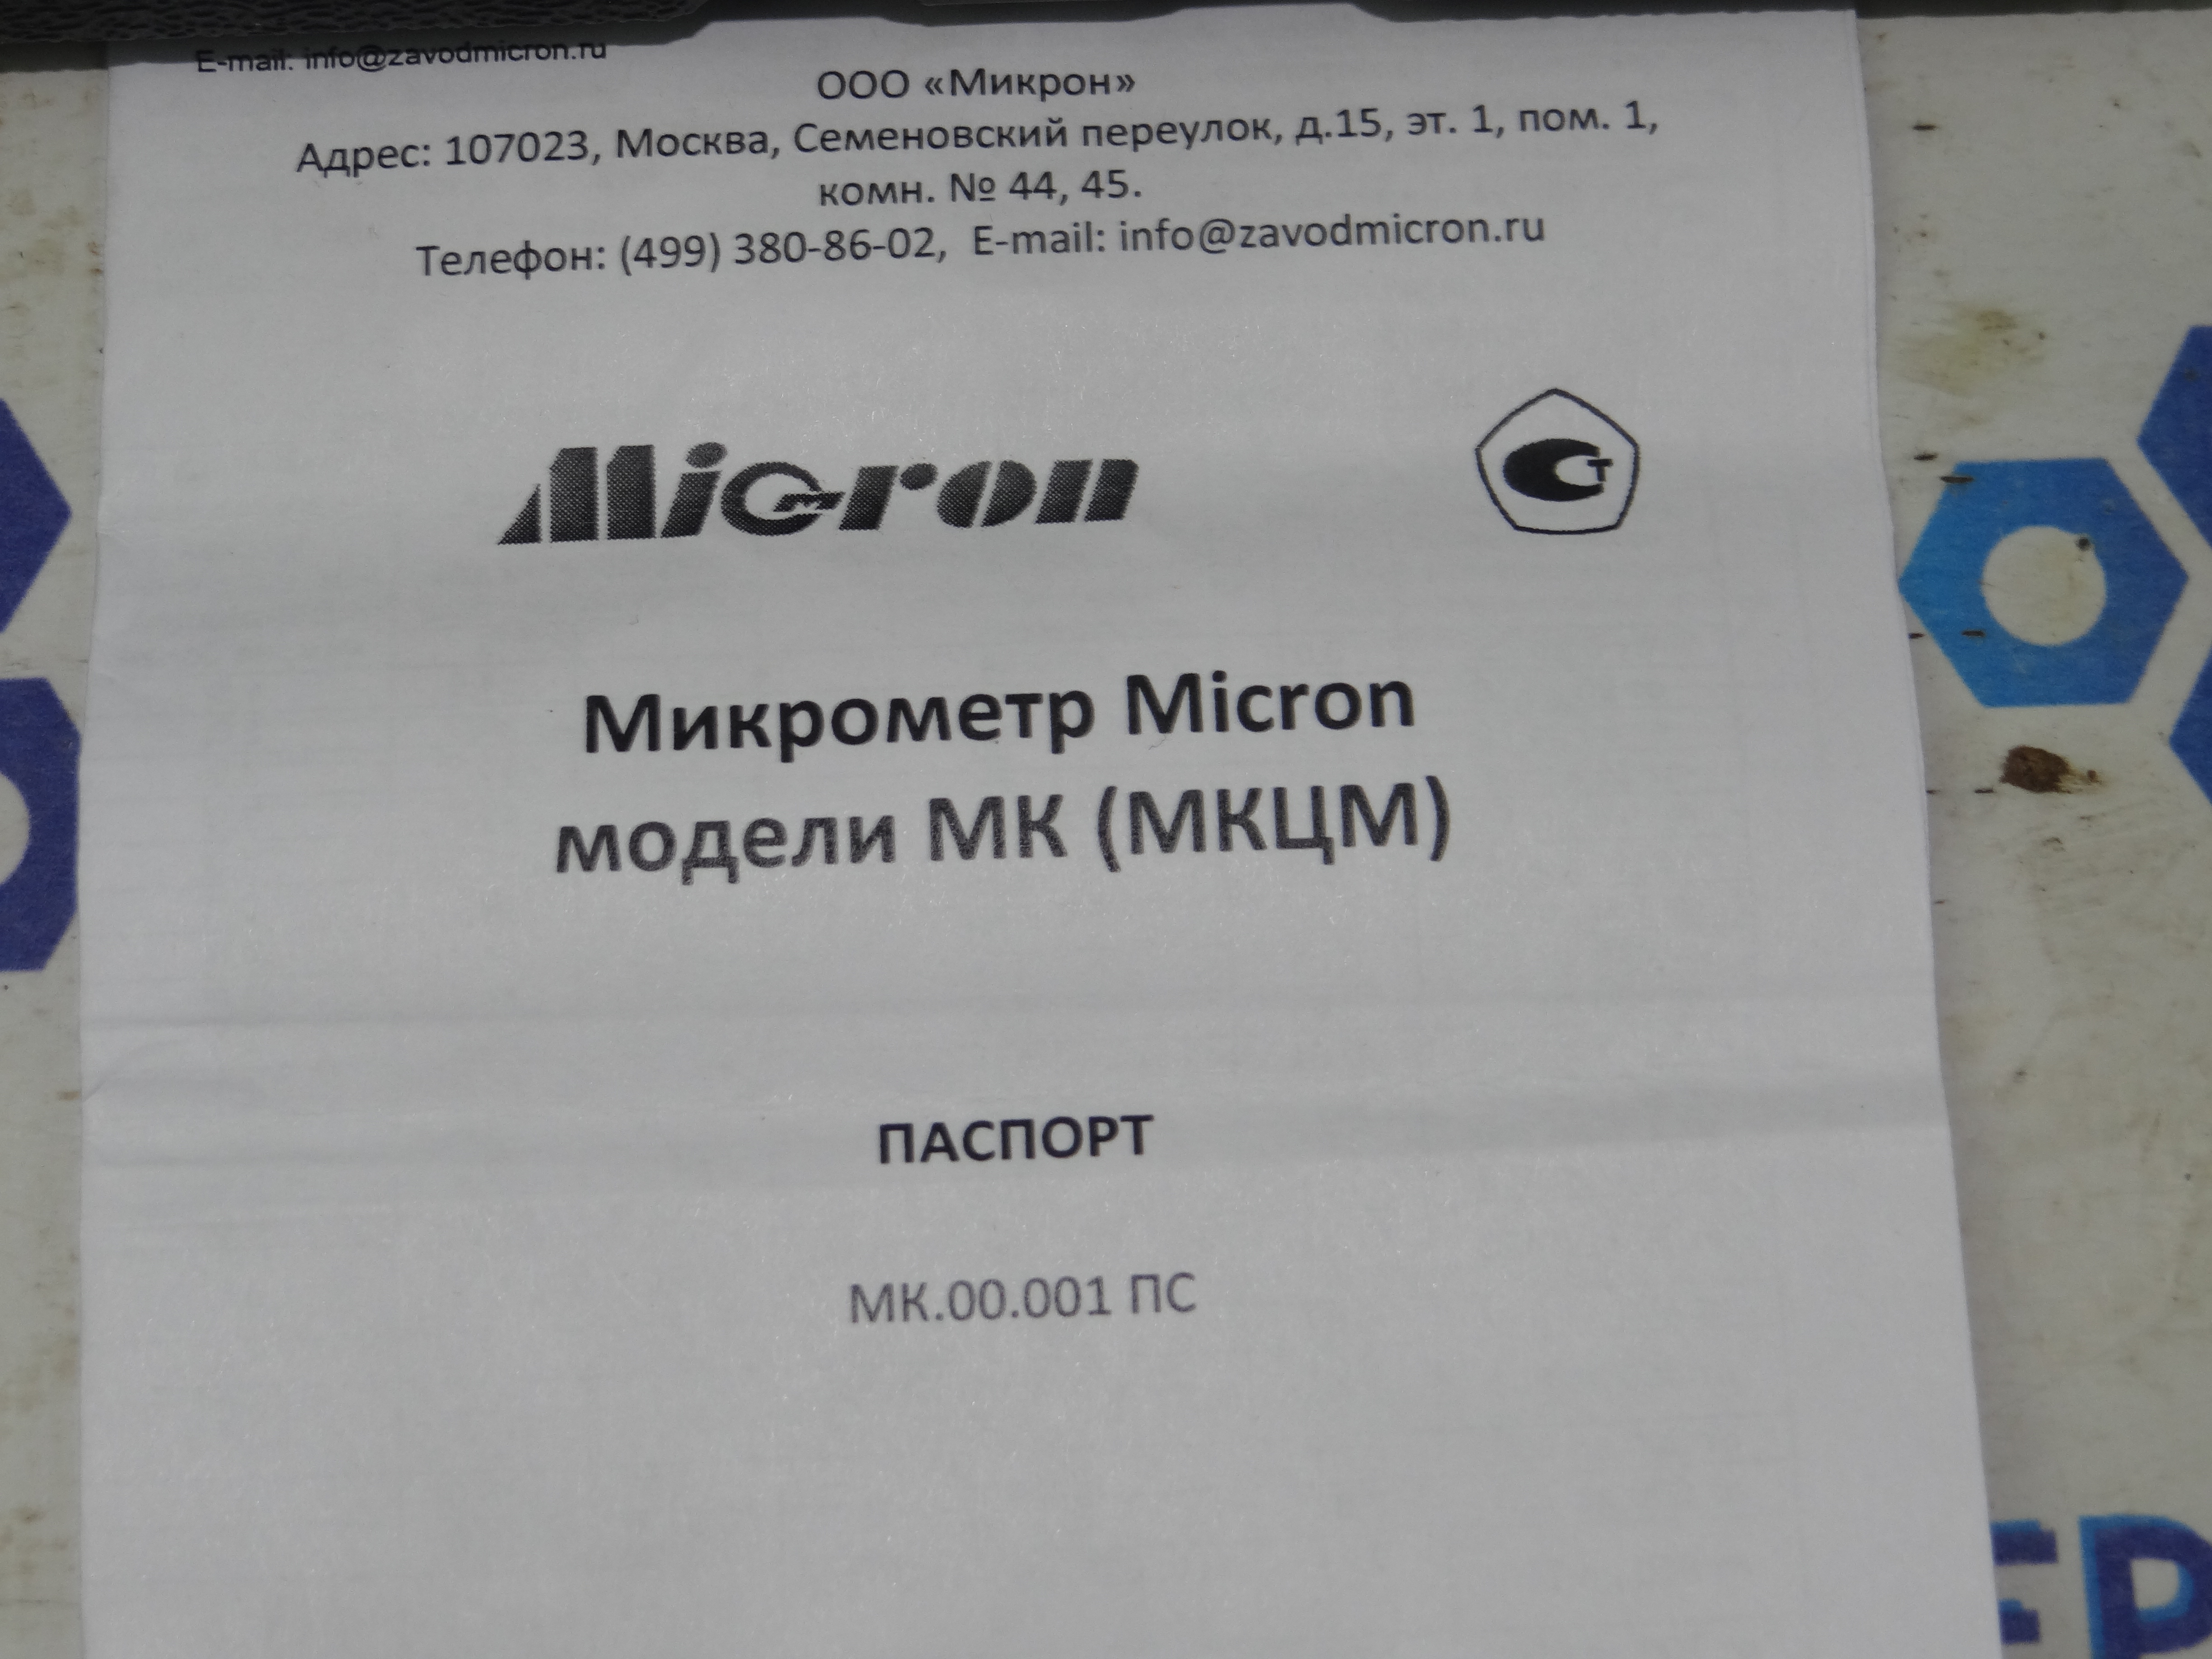 E-mail: info@zavodmicron.ru
ООО «Микрон»
Адрес: 107023, Москва, Семеновский переулок, д.15, эт. 1, пом. 1,
комн. № 44, 45.
Телефон: (499) 380-86-02, E-mail: info@zavodmicron.ru
Micron
Ст
Микрометр Micron
модели МК (МКЦМ)
ПАСПОРТ
МК.00.001 ПС
ЕР